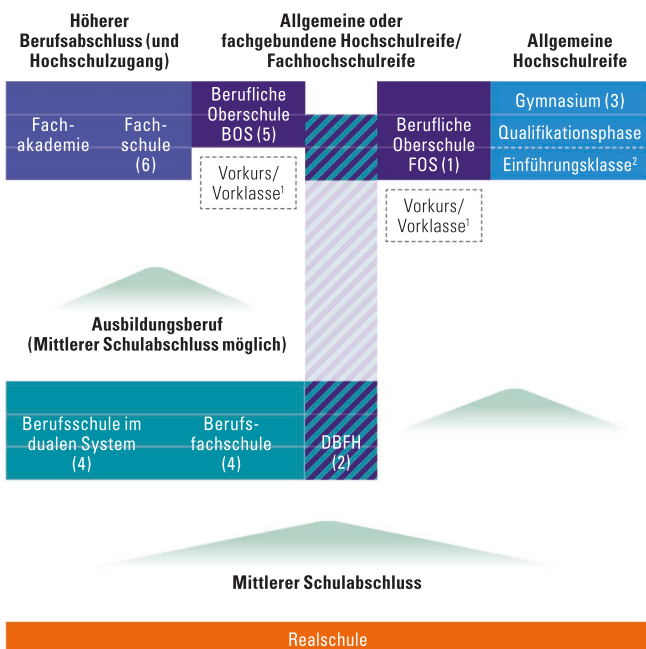 Höherer
Berufsabschluss (und
Hochschulzugang)
Allgemeine oder
fachgebundene Hochschulreife/
Fachhochschulreife
Allgemeine
Hochschulreife
Fach-
akademie
Fach-
schule
(6)
Berufliche
Oberschule
BOS (5)
Vorkurs/
Vorklasse¹
Berufliche
Oberschule
FOS (1)
Vorkurs/
Vorklasse¹
Gymnasium (3)
Qualifikationsphase
Einführungsklasse²
Ausbildungsberuf
(Mittlerer Schulabschluss möglich)
Berufsschule im
dualen System
(4)
Berufs-
fachschule
(4)
DBFH
(2)
Mittlerer Schulabschluss
Realschule